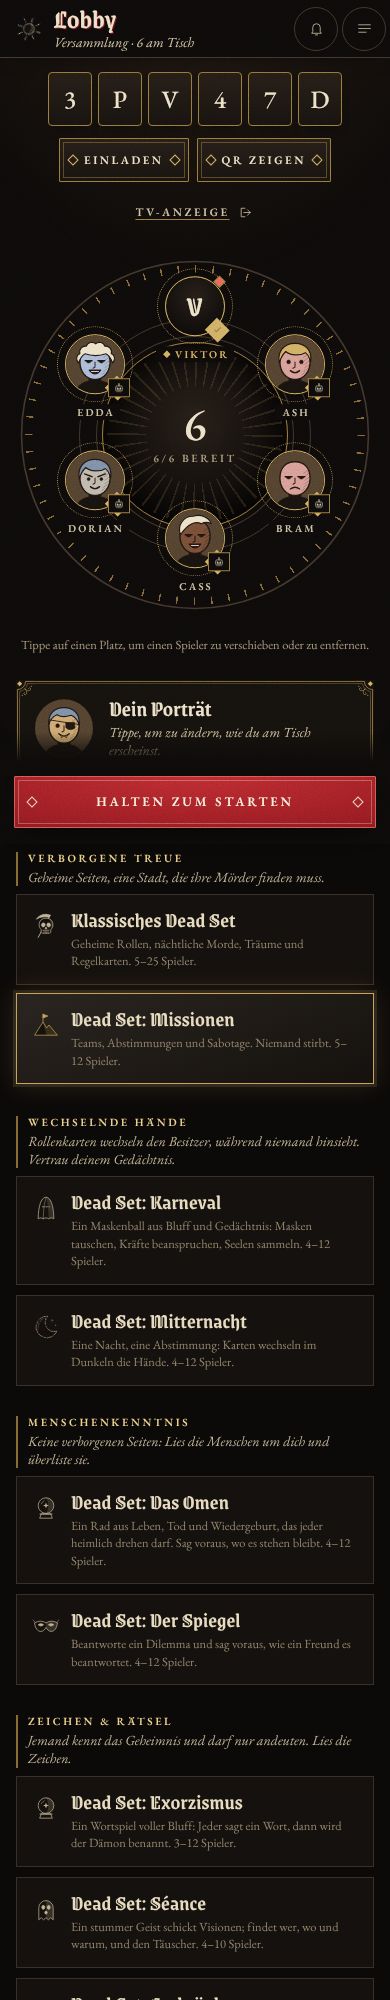 Lobby
Versammlung · 6 am Tisch
3 P V 4 7 D
EINLADEN
QR ZEIGEN
TV-ANZEIGE
V
VIKTOR
EDDA
ASH
6
6/6 BEREIT
DORIAN
BRAM
CASS
Tippe auf einen Platz, um einen Spieler zu verschieben oder zu entfernen.
Dein Porträt
Tippe, um zu ändern, wie du am Tisch
erscheinst.
HALTEN ZUM STARTEN
VERBORGENE TREUE
Geheime Seiten, eine Stadt, die ihre Mörder finden muss.
Klassisches Dead Set
Geheime Rollen, nächtliche Morde, Träume und
Regelkarten. 5–25 Spieler.
Dead Set: Missionen
Teams, Abstimmungen und Sabotage. Niemand stirbt. 5–
12 Spieler.
WECHSELNDE HÄNDE
Rollenkarten wechseln den Besitzer, während niemand hinsieht.
Vertrau deinem Gedächtnis.
Dead Set: Karneval
Ein Maskenball aus Bluff und Gedächtnis: Masken
tauschen, Kräfte beanspruchen, Seelen sammeln. 4–12
Spieler.
Dead Set: Mitternacht
Eine Nacht, eine Abstimmung: Karten wechseln im
Dunkeln die Hände. 4–12 Spieler.
MENSCHENKENNTNIS
Keine verborgenen Seiten: Lies die Menschen um dich und
überliste sie.
Dead Set: Das Omen
Ein Rad aus Leben, Tod und Wiedergeburt, das jeder
heimlich drehen darf. Sag voraus, wo es stehen bleibt. 4–12
Spieler.
Dead Set: Der Spiegel
Beantworte ein Dilemma und sag voraus, wie ein Freund es
beantwortet. 4–12 Spieler.
ZEICHEN & RÄTSEL
Jemand kennt das Geheimnis und darf nur andeuten. Lies die
Zeichen.
Dead Set: Exorzismus
Ein Wortspiel voller Bluff: Jeder sagt ein Wort, dann wird
der Dämon benannt. 3–12 Spieler.
Dead Set: Séance
Ein stummer Geist schickt Visionen; findet wer, wo und
warum, und den Täuscher. 4–10 Spieler.